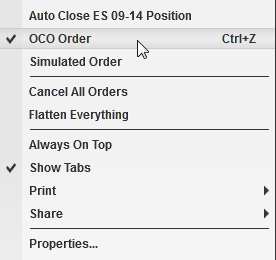 Auto Close ES 09-14 Position
OCO Order Ctrl+Z
Simulated Order
Cancel All Orders
Flatten Everything
Always On Top
Show Tabs
Print
Share
Properties...